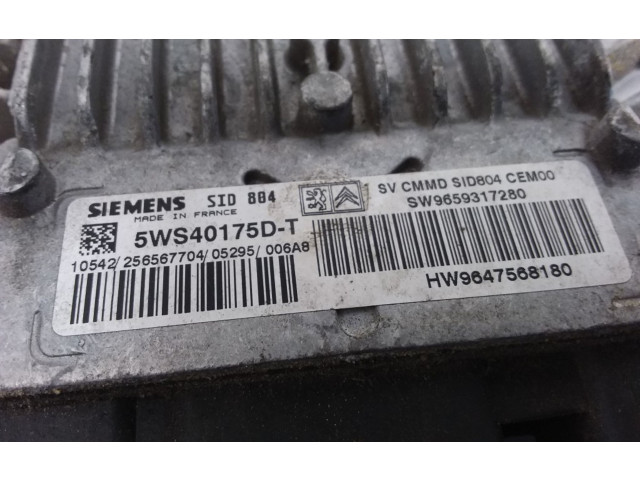 SIEMENS SID 804
MADE IN FRANCE
5WS40175D-T
10542/256567704/05295/006A8
SV CMMD SID804 CEM00
SW9659317280
HW9647568180